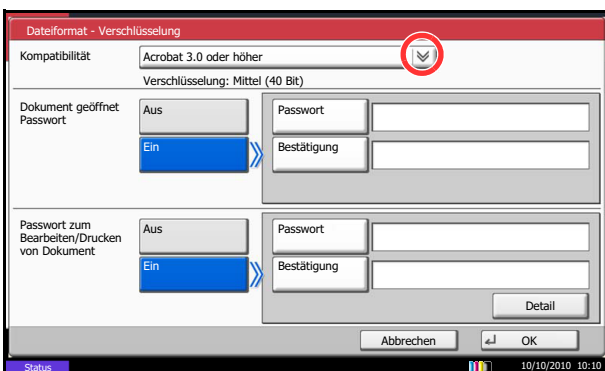 Dateiformat - Verschlüsselung
Kompatibilität
Acrobat 3.0 oder höher
Verschlüsselung: Mittel (40 Bit)
Dokument geöffnet
Passwort
Aus
Passwort
Ein
Bestätigung
Passwort zum
Bearbeiten/Drucken
von Dokument
Aus
Passwort
Ein
Bestätigung
Detail
Abbrechen
OK
Status
10/10/2010 10:10